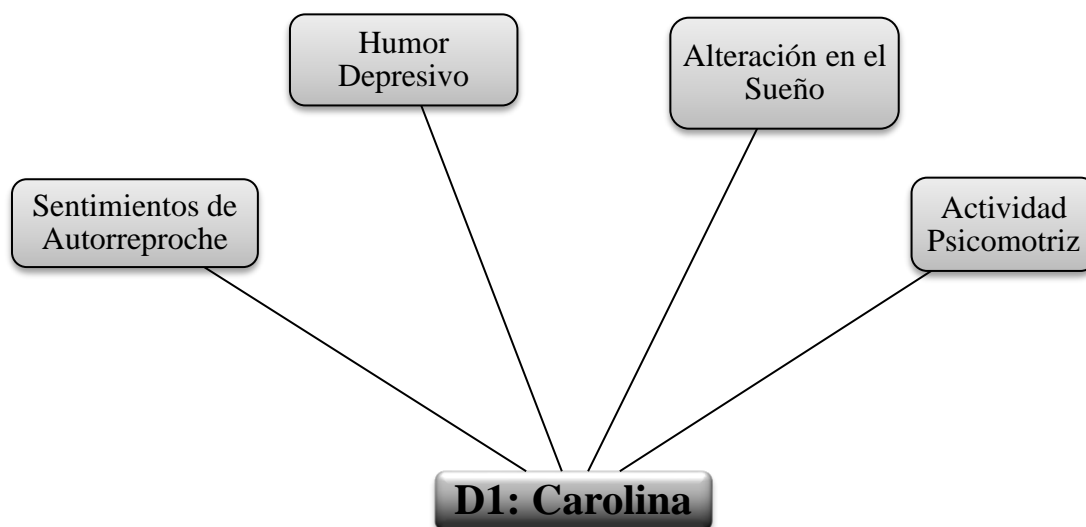 Humor
Depresivo
Alteración en el
Sueño
Sentimientos de
Autorreproche
Actividad
Psicomotriz
D1: Carolina